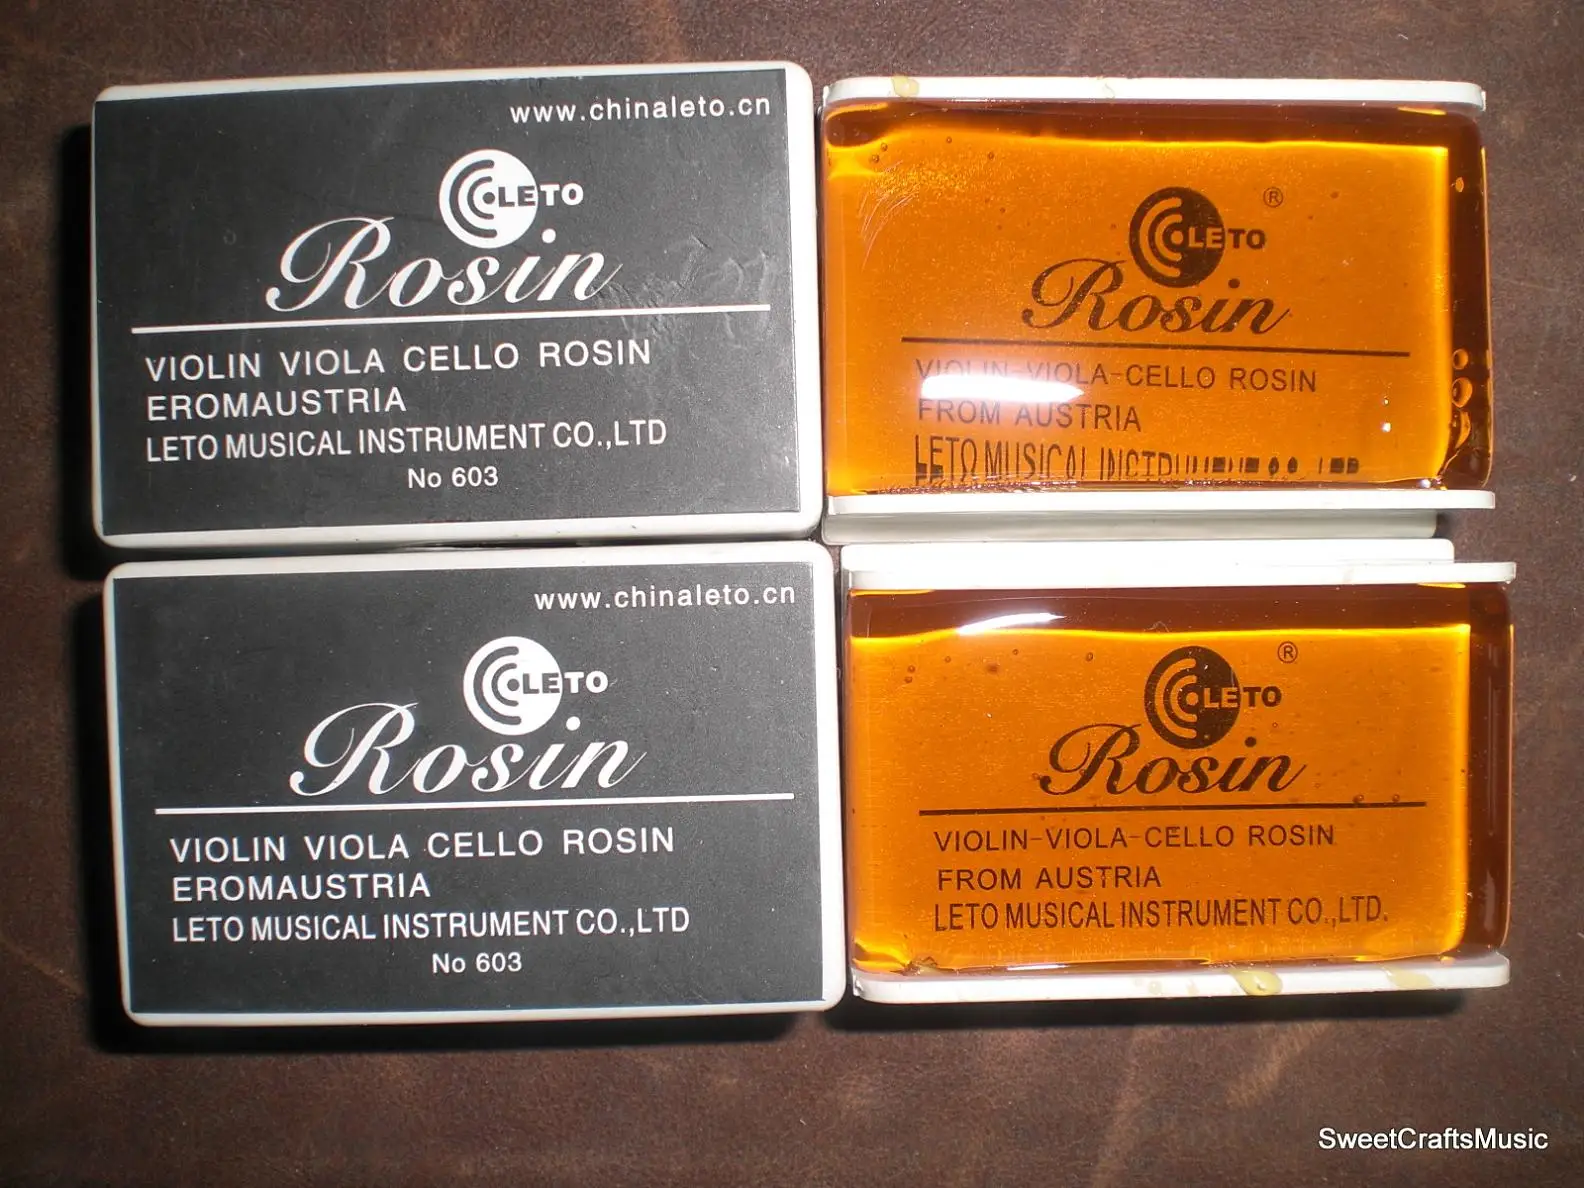 www.chinaleto.cn
LETO
Rosin
VIOLIN VIOLA CELLO ROSIN
EROMAUSTRIA
LETO MUSICAL INSTRUMENT CO.,LTD
No 603
®
LETO
Rosin
VIOLIN-VIOLA-CELLO ROSIN
FROM AUSTRIA
LETO MUSICAL
www.chinaleto.cn
LETO
Rosin
VIOLIN VIOLA CELLO ROSIN
EROMAUSTRIA
LETO MUSICAL INSTRUMENT CO.,LTD
No 603
®
LETO
Rosin
VIOLIN-VIOLA-CELLO ROSIN
FROM AUSTRIA
LETO MUSICAL INSTRUMENT CO.,LTD.
SweetCraftsMusic